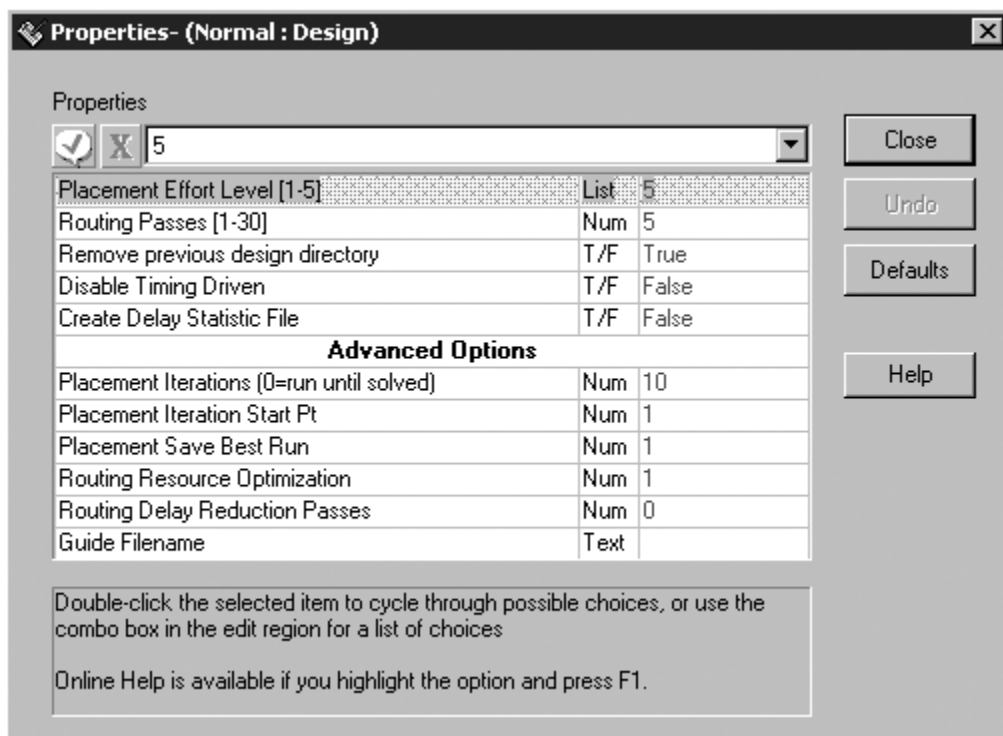 Properties- (Normal : Design)
Properties
X 5
Close
Placement Effort Level [1-5] List 5
Undo
Routing Passes [1-30] Num 5
Remove previous design directory T/F True
Defaults
Disable Timing Driven T/F False
Create Delay Statistic File T/F False
Advanced Options
Help
Placement Iterations (0=run until solved) Num 10
Placement Iteration Start Pt Num 1
Placement Save Best Run Num 1
Routing Resource Optimization Num 1
Routing Delay Reduction Passes Num 0
Guide Filename Text
Double-click the selected item to cycle through possible choices, or use the
combo box in the edit region for a list of choices
Online Help is available if you highlight the option and press F1.